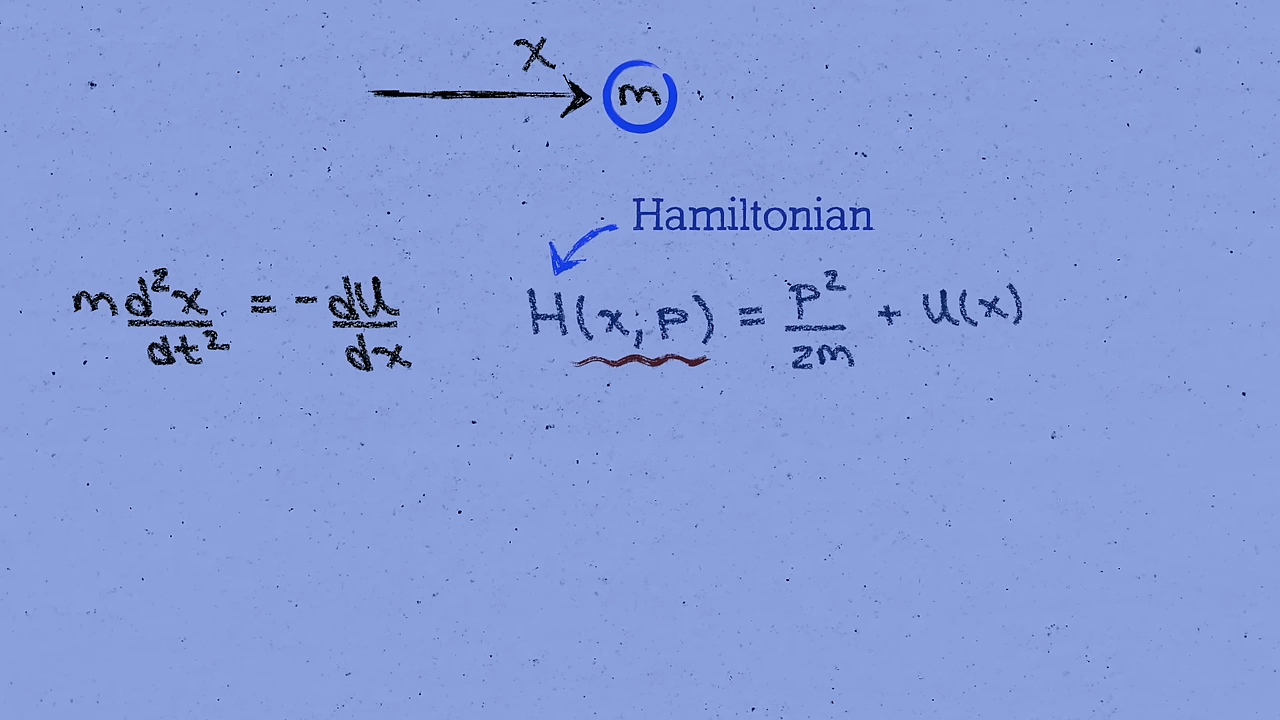 x
m
Hamiltonian
m d²x/dt² = - dU/dx
H(x, p) = p²/2m + U(x)